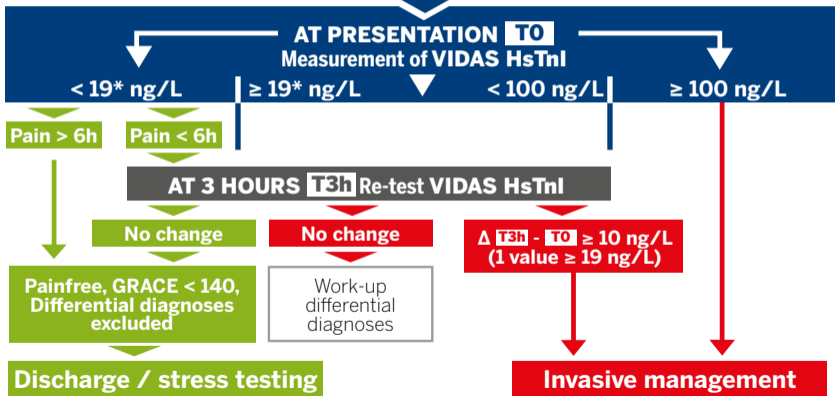 AT PRESENTATION T0
Measurement of VIDAS HsTnI
< 19* ng/L
≥ 19* ng/L
< 100 ng/L
≥ 100 ng/L
Pain > 6h
Pain < 6h
AT 3 HOURS T3h Re-test VIDAS HsTnI
No change
No change
Δ T3h - T0 ≥ 10 ng/L
(1 value ≥ 19 ng/L)
Painfree, GRACE < 140,
Differential diagnoses
excluded
Work-up
differential
diagnoses
Discharge / stress testing
Invasive management